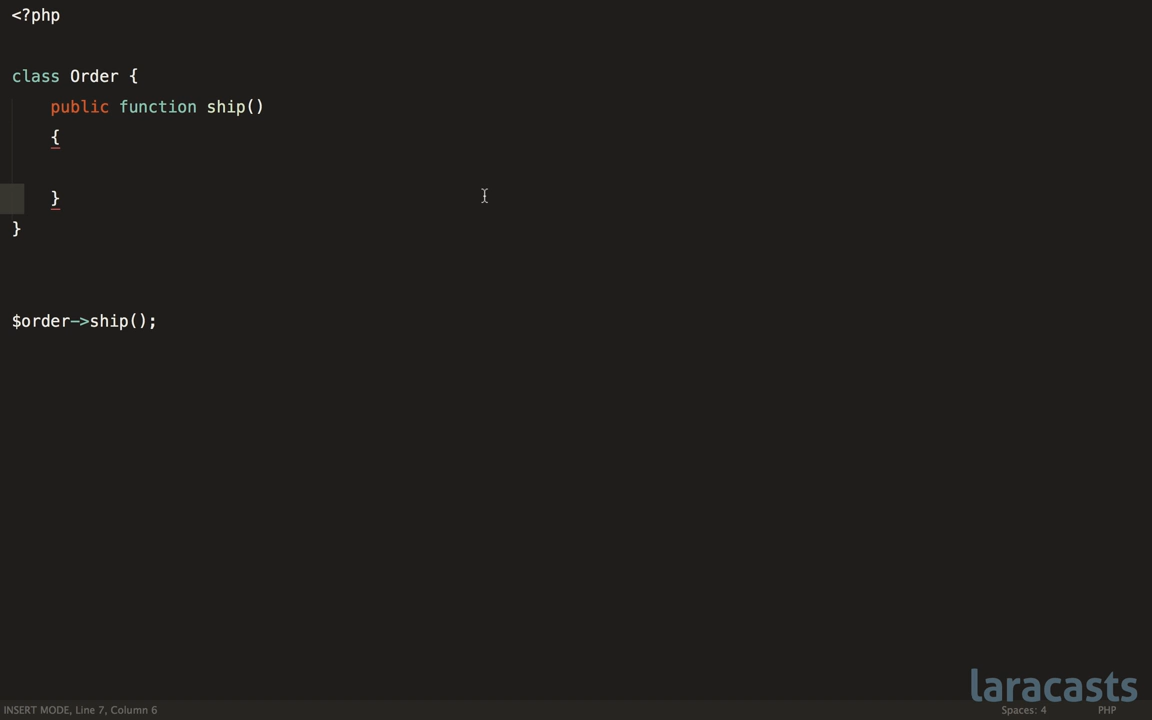 <?php
class Order {
    public function ship()
    {
    }
}
$order->ship();
laracasts
INSERT MODE, Line 7, Column 6
Spaces: 4
PHP